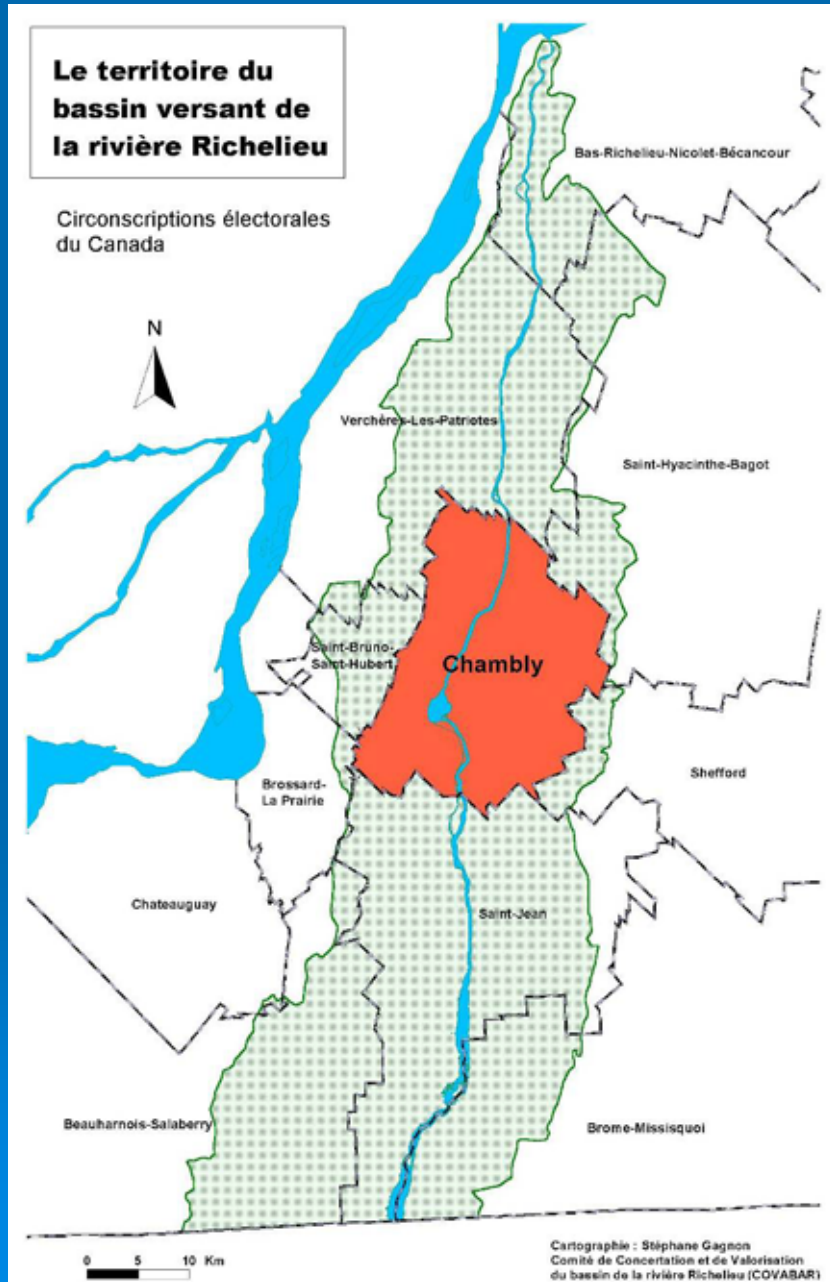 Le territoire du
bassin versant de
la rivière Richelieu
Circonscriptions électorales
du Canada
N
Bas-Richelieu-Nicolet-Bécancour
Verchères-Les-Patriotes
Saint-Hyacinthe-Bagot
Saint-Bruno-
Saint-Hubert
Chambly
Shefford
Brossard-
La Prairie
Chateauguay
Saint-Jean
Beauharnois-Salaberry
Brome-Missisquoi
0 5 10 Km
Cartographie : Stéphane Gagnon
Comité de Concertation et de Valorisation
du bassin de la rivière Richelieu (COVABAR)